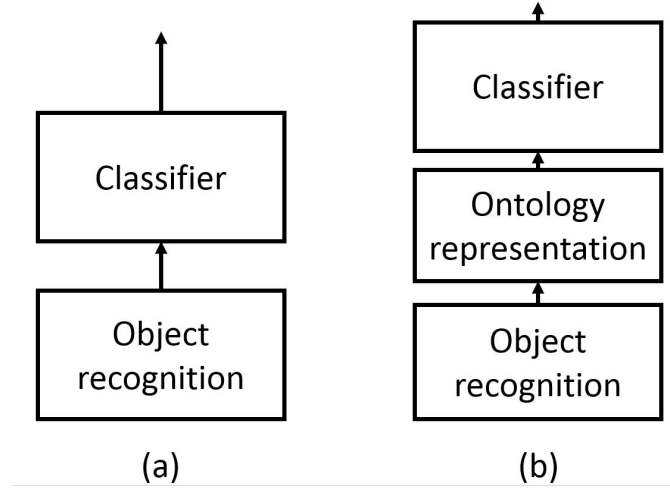 Classifier
Object
recognition
(a)
Classifier
Ontology
representation
Object
recognition
(b)